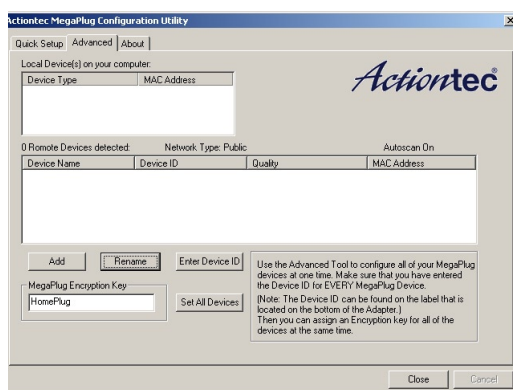 Actiontec MegaPlug Configuration Utility
Quick Setup Advanced About
Local Device(s) on your computer:
Device Type MAC Address
Actiontec
0 Romote Devices detected: Network Type: Public Autoscan On
Device Name Device ID Quality MAC Address
Add Rename Enter Device ID
Use the Advanced Tool to configure all of your MegaPlug
devices at one time. Make sure that you have entered
the Device ID for EVERY MegaPlug Device.
(Note: The Device ID can be found on the label that is
located on the bottom of the Adapter.)
Then you can assign an Encryption key for all of the
devices at the same time.
MegaPlug Encryption Key
HomePlug
Set All Devices
Close Cancel